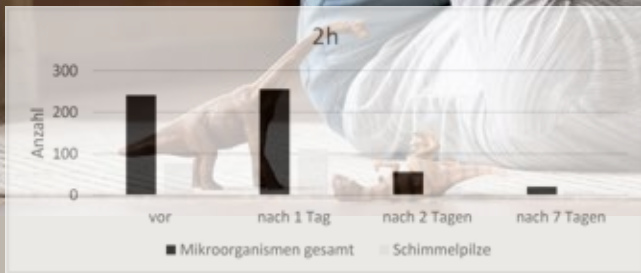 2h
300
200
100
0
Anzahl
vor nach 1 Tag nach 2 Tagen nach 7 Tagen
Mikroorganismen gesamt Schimmelpilze